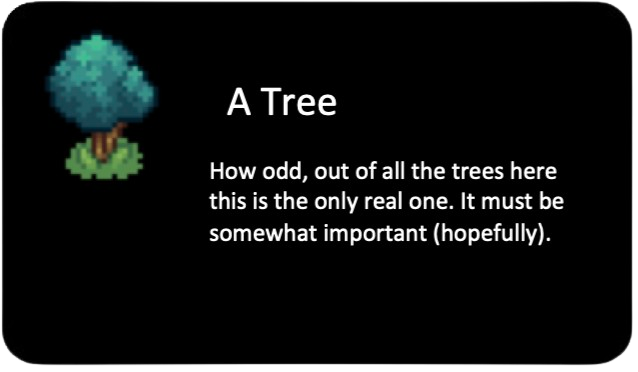 A Tree
How odd, out of all the trees here
this is the only real one. It must be
somewhat important (hopefully).